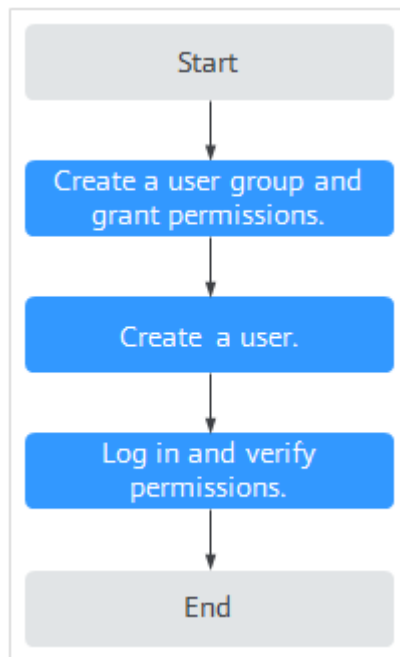 Start
Create a user group and
grant permissions.
Create a user.
Log in and verify
permissions.
End